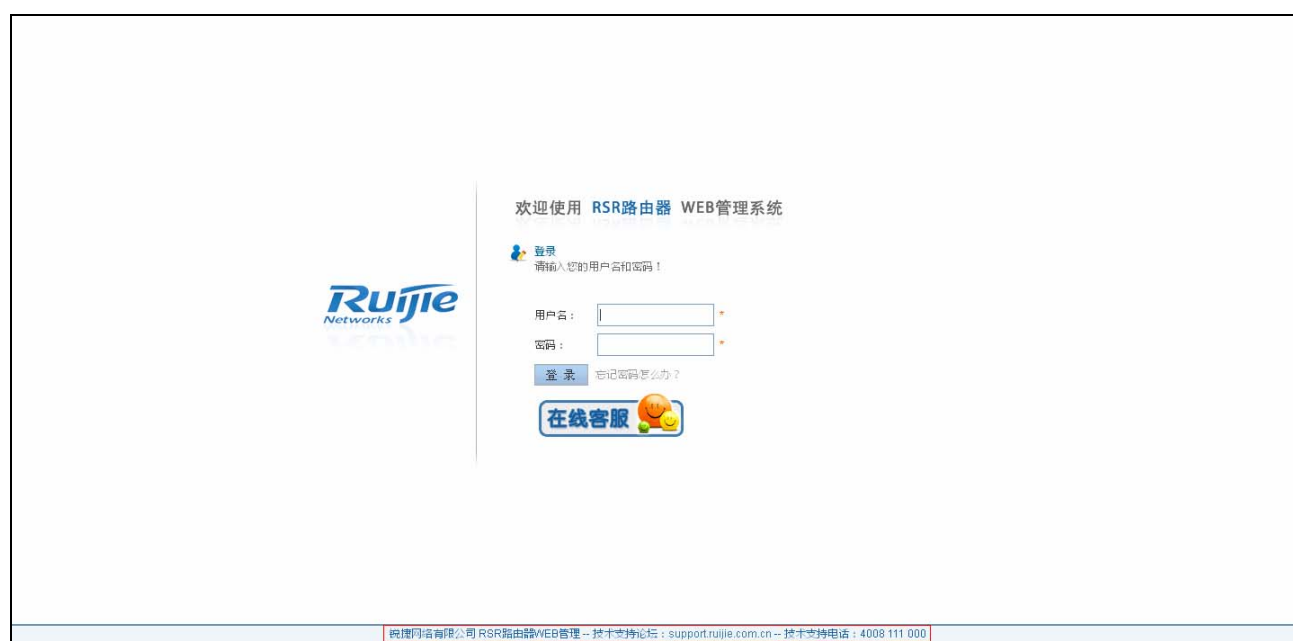 欢迎使用 RSR路由器 WEB管理系统
登录
请输入您的用户名和密码！
Ruijie
Networks
用户名：
*
密码：
*
登 录 忘记密码怎么办？
在线客服
锐捷网络有限公司 RSR路由器WEB管理 -- 技术支持论坛：support.ruijie.com.cn -- 技术支持电话：4008 111 000